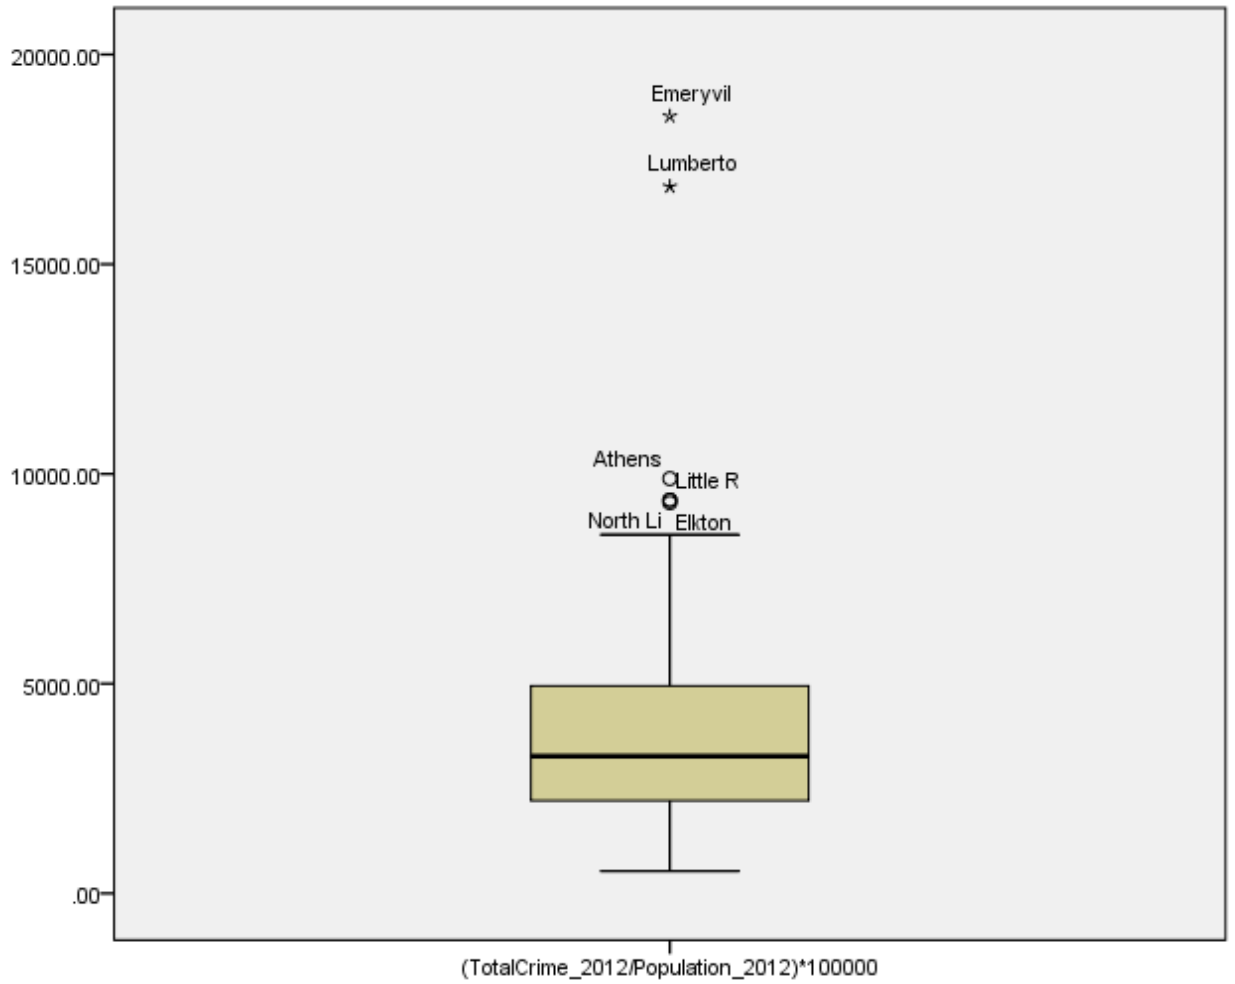 20000.00
Emeryvil
Lumberto
15000.00
Athens
10000.00
Little R
North Li Elkton
5000.00
.00
(TotalCrime_2012/Population_2012)*100000